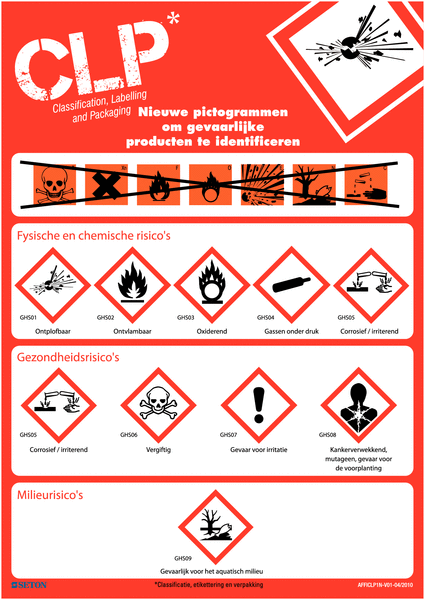 CLP*
Classification, Labelling
and Packaging
Nieuwe pictogrammen
om gevaarlijke
producten te identificeren
Fysische en chemische risico's
GHS01
GHS02
GHS03
GHS04
GHS05
Ontplofbaar
Ontvlambaar
Oxiderend
Gassen onder druk
Corrosief / irriterend
Gezondheidsrisico's
GHS05
GHS06
GHS07
GHS08
Corrosief / irriterend
Vergiftig
Gevaar voor irritatie
Kankerverwekkend,
mutageen, gevaar voor
de voorplanting
Milieurisico's
GHS09
Gevaarlijk voor het aquatisch milieu
SETON
*Classificatie, etikettering en verpakking
AFFICLP1N-V01-04/2010